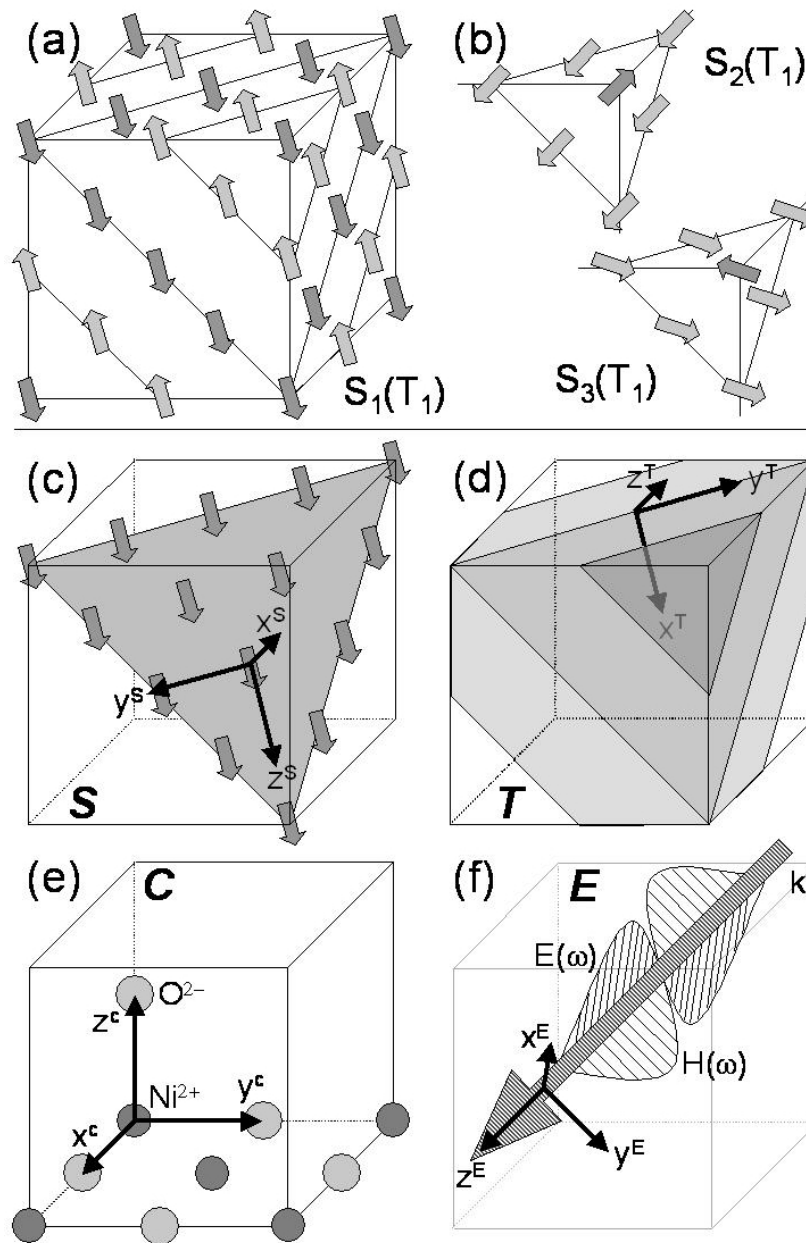 (a)
(b)
S₂(T₁)
S₁(T₁)
S₃(T₁)
(c)
(d)
xˢ
yˢ
zˢ
S
zᵀ
yᵀ
xᵀ
T
(e)
C
O²⁻
zᶜ
Ni²⁺
yᶜ
xᶜ
(f)
E
k
E(ω)
xᴱ
H(ω)
zᴱ
yᴱ